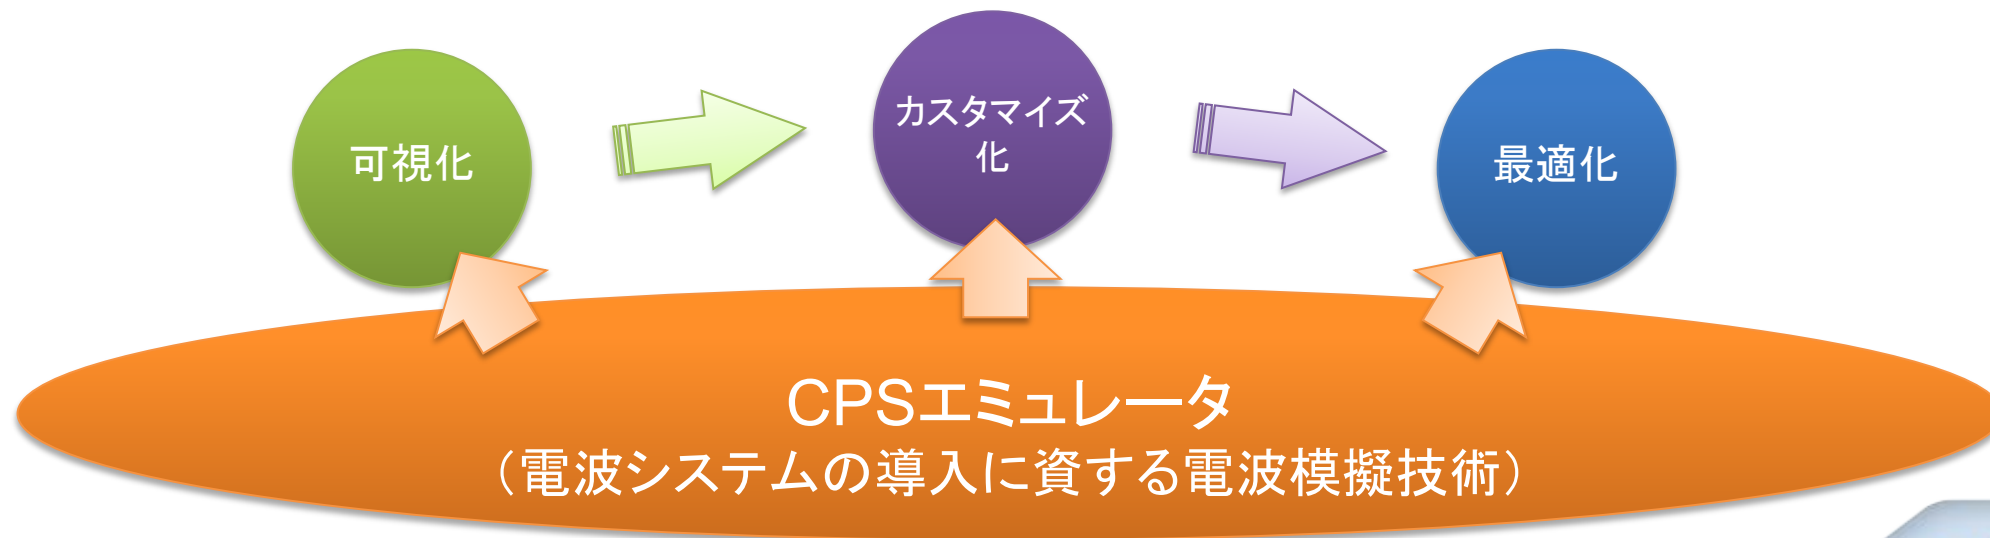 可視化
カスタマイズ
化
最適化
CPSエミュレータ
（電波システムの導入に資する電波模擬技術）